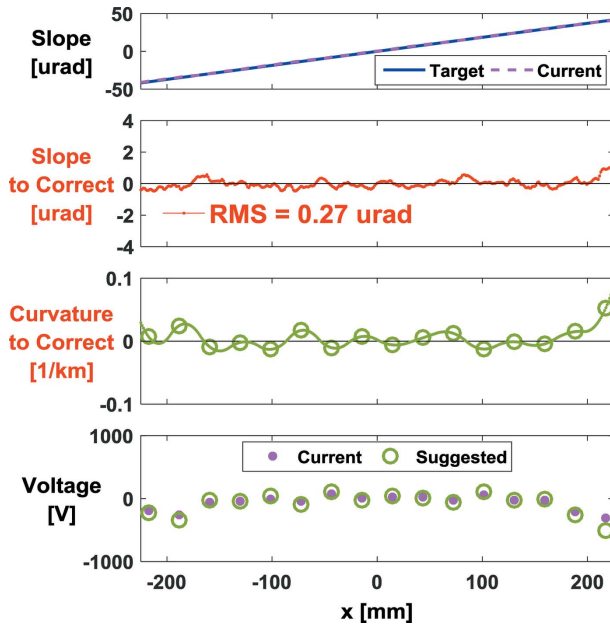 50
Slope
[urad]
0
-50
Target
Current
4
Slope
to Correct
[urad]
2
0
-2
-4
RMS = 0.27 urad
0.1
Curvature
to Correct
[1/km]
0
-0.1
1000
Voltage
[V]
0
-1000
Current
Suggested
-200
-100
0
100
200
x [mm]